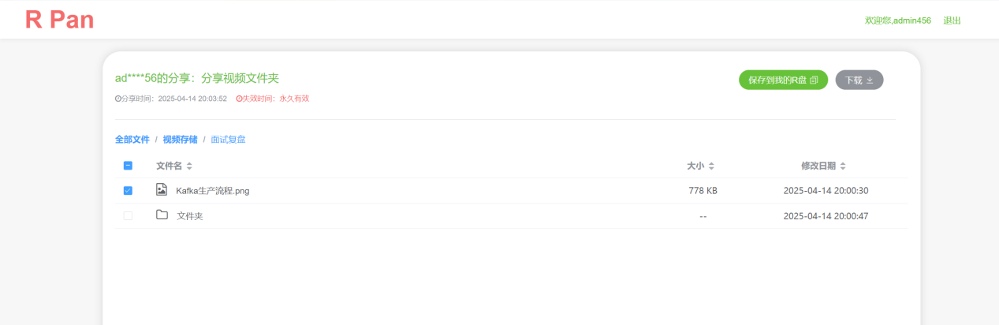 R Pan
欢迎您,admin456 退出
ad****56的分享：分享视频文件夹
保存到我的R盘 下载
分享时间：2025-04-14 20:03:52 失效时间：永久有效
全部文件 / 视频存储 / 面试复盘
文件名 大小 修改日期
Kafka生产流程.png 778 KB 2025-04-14 20:00:30
文件夹 -- 2025-04-14 20:00:47